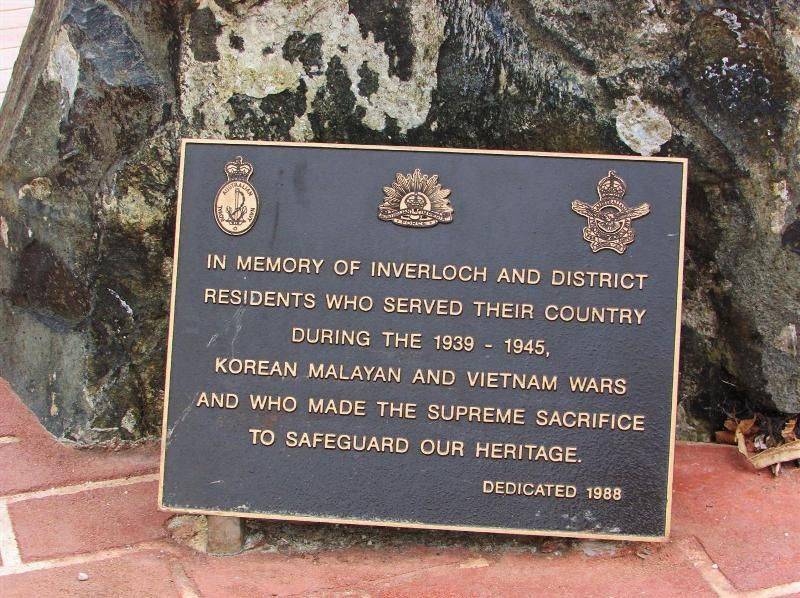 IN MEMORY OF INVERLOCH AND DISTRICT
RESIDENTS WHO SERVED THEIR COUNTRY
DURING THE 1939 - 1945,
KOREAN MALAYAN AND VIETNAM WARS
AND WHO MADE THE SUPREME SACRIFICE
TO SAFEGUARD OUR HERITAGE.
DEDICATED 1988